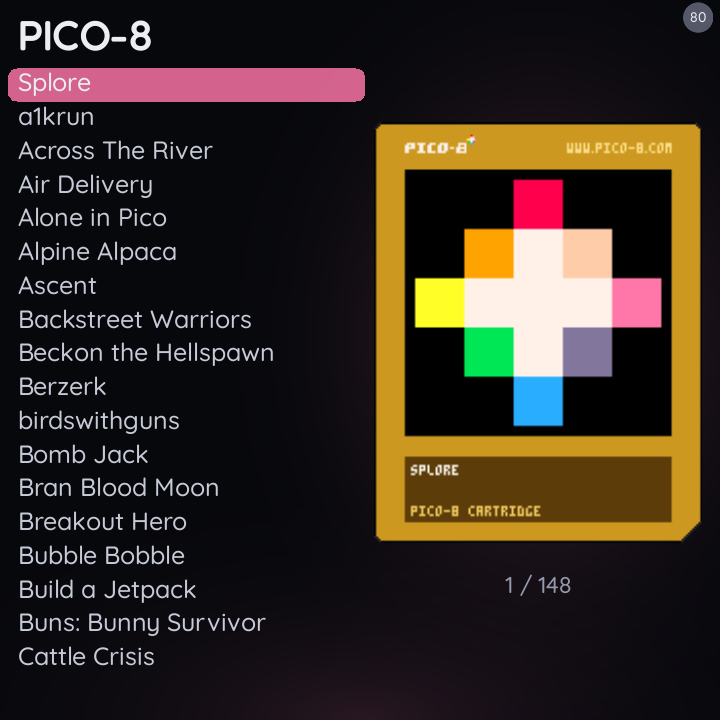 PICO-8
80
Splore
a1krun
Across The River
Air Delivery
Alone in Pico
Alpine Alpaca
Ascent
Backstreet Warriors
Beckon the Hellspawn
Berzerk
birdswithguns
Bomb Jack
Bran Blood Moon
Breakout Hero
Bubble Bobble
Build a Jetpack
Buns: Bunny Survivor
Cattle Crisis
PICO-8 WWW.PICO-8.COM
SPLORE
PICO-8 CARTRIDGE
1 / 148